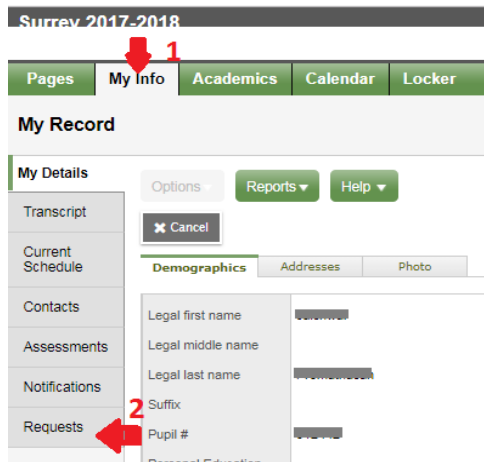 Surrey 2017-2018
1
Pages My Info Academics Calendar Locker
My Record
My Details
Options Reports Help
Transcript
Cancel
Current
Schedule
Demographics Addresses Photo
Contacts
Legal first name
Assessments
Legal middle name
Legal last name
Notifications
Suffix
2
Requests
Pupil #
Personal Education